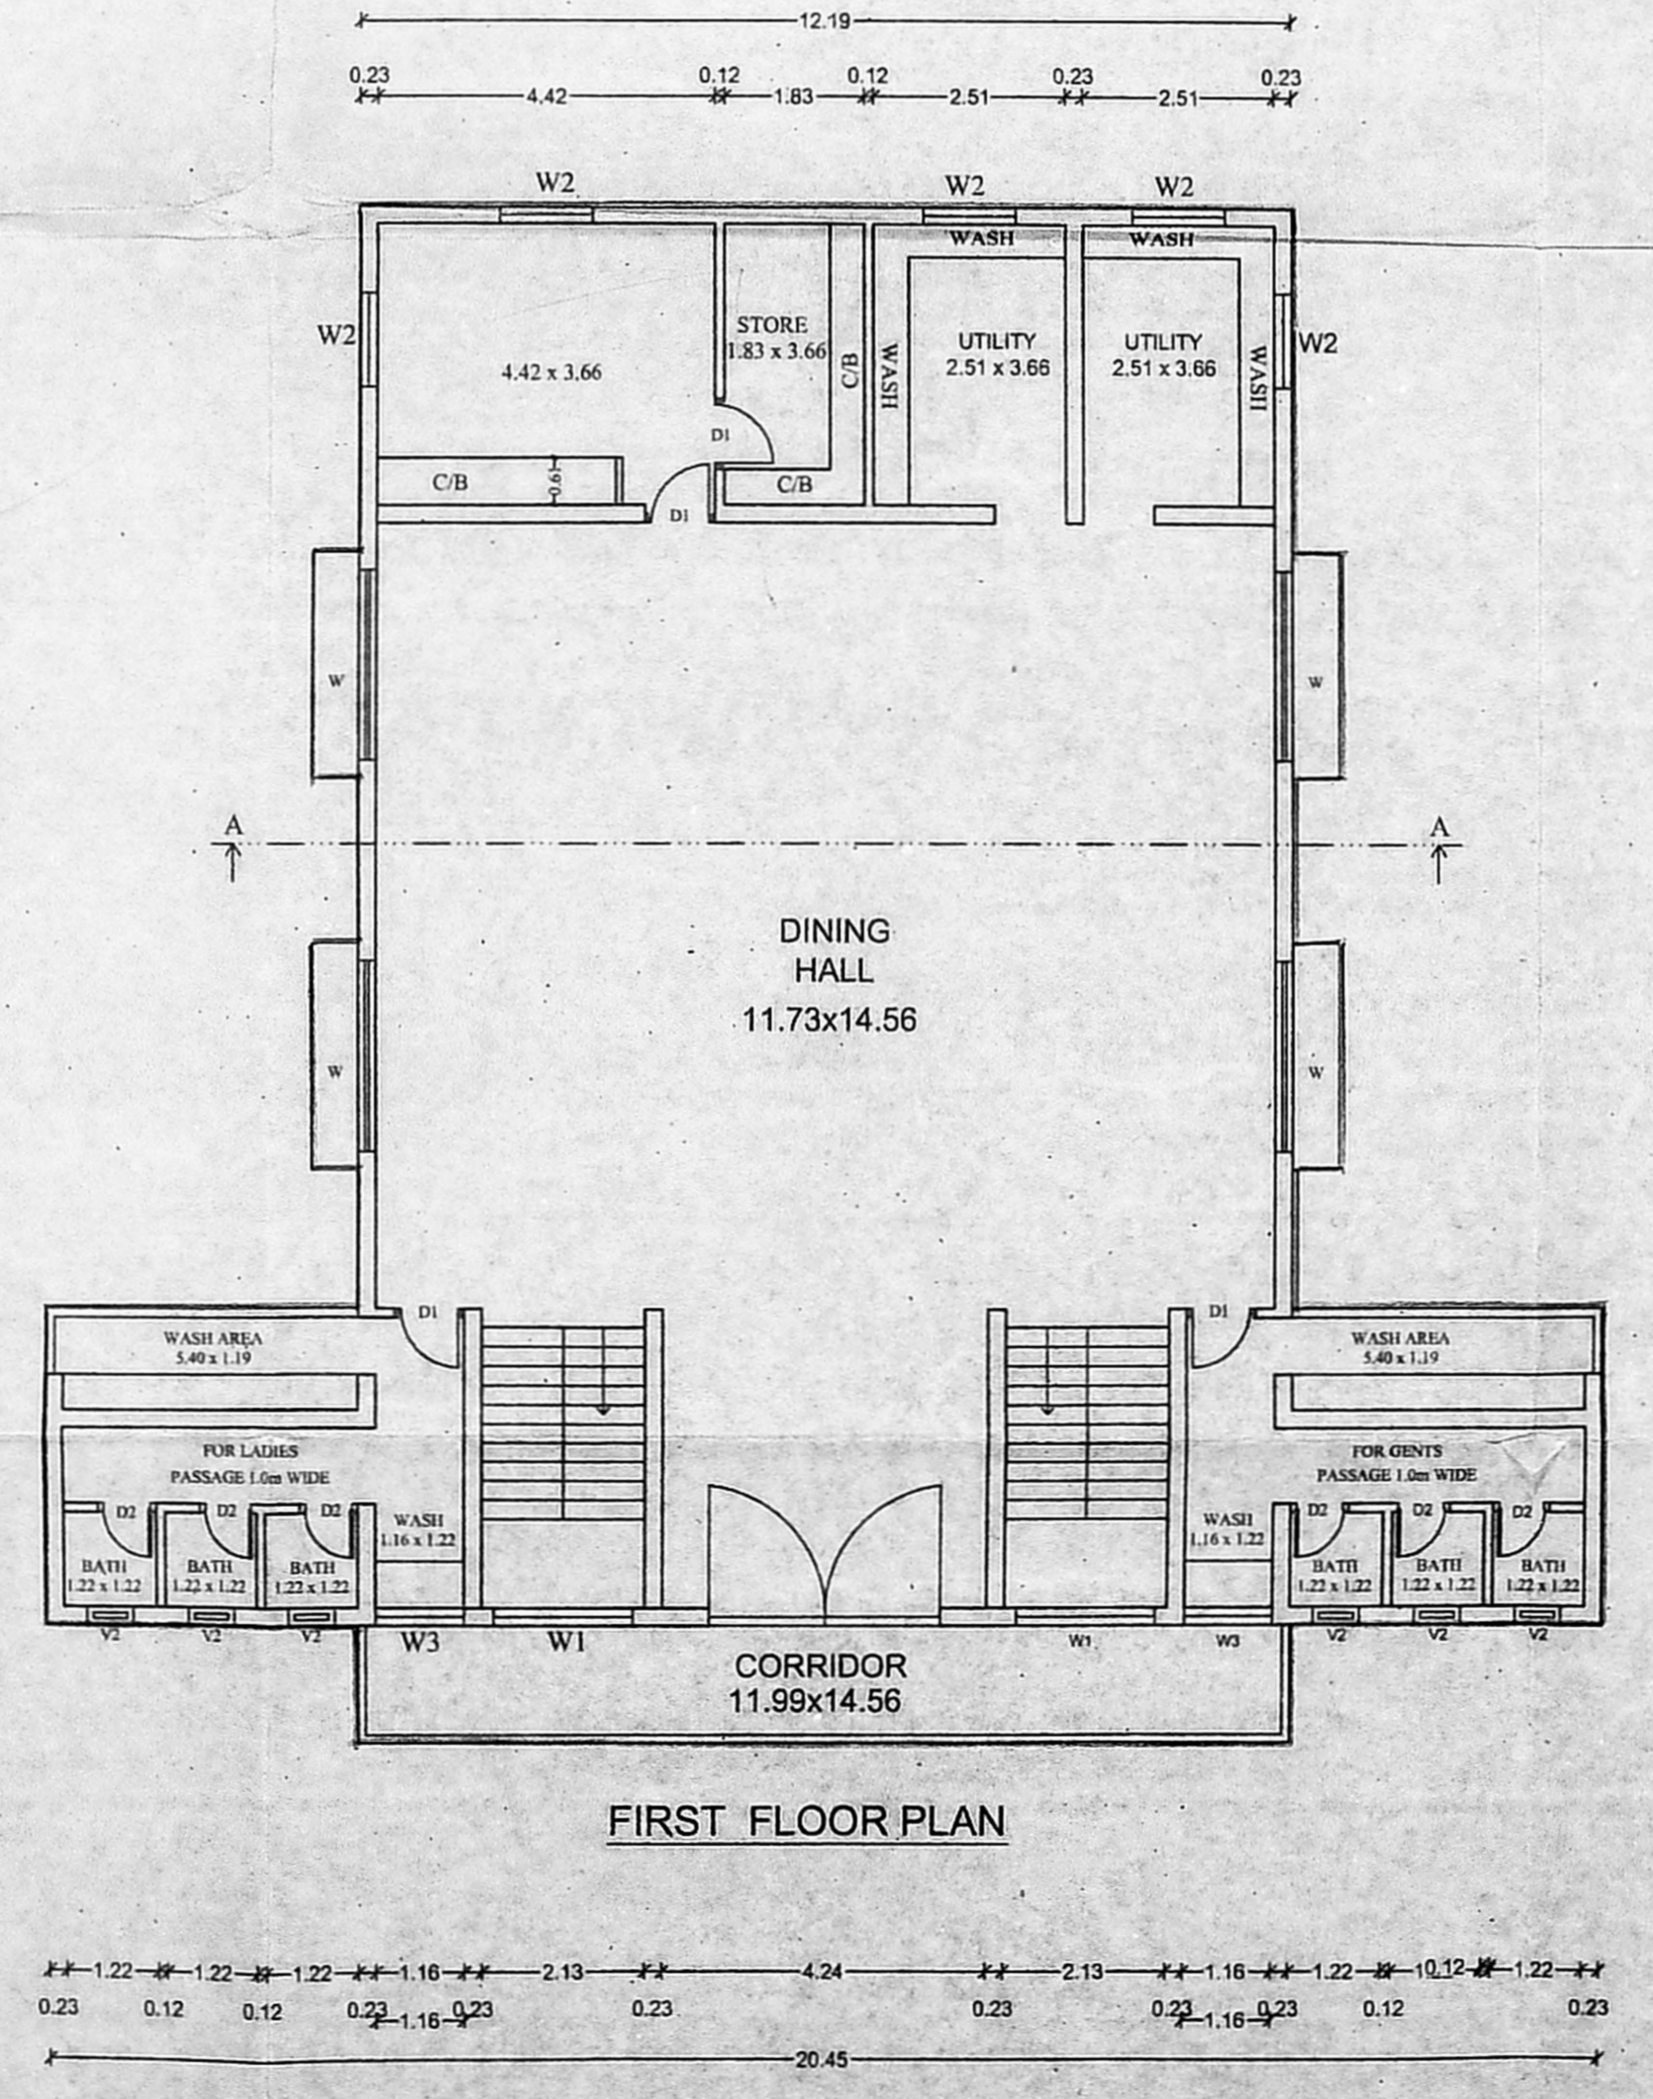 12.19
0.23 0.12 0.12 0.23 0.23
4.42 1.83 2.51 2.51
W2 W2 W2
WASH WASH
W2 STORE UTILITY UTILITY W2
1.83 x 3.66 2.51 x 3.66 2.51 x 3.66
4.42 x 3.66 C/B WASH WASH
D1
C/B 0.61 C/B
D1
W W
A A
DINING
HALL
11.73x14.56
W W
D1 D1
WASH AREA WASH AREA
5.40 x 1.19 5.40 x 1.19
FOR LADIES FOR GENTS
PASSAGE 1.0m WIDE PASSAGE 1.0m WIDE
D2 D2 D2 D2 D2 D2
WASH WASH
1.16 x 1.22 1.16 x 1.22
BATH BATH BATH BATH BATH BATH
1.22 x 1.22 1.22 x 1.22 1.22 x 1.22 1.22 x 1.22 1.22 x 1.22 1.22 x 1.22
V2 V2 V2 W3 W1 W1 W3 V2 V2 V2
CORRIDOR
11.99x14.56
FIRST FLOOR PLAN
1.22 1.22 1.22 1.16 2.13 4.24 2.13 1.16 1.22 10.12 1.22
0.23 0.12 0.12 0.23 0.23 0.23 0.23 0.23 0.23 0.12 0.23
1.16 1.16
20.45